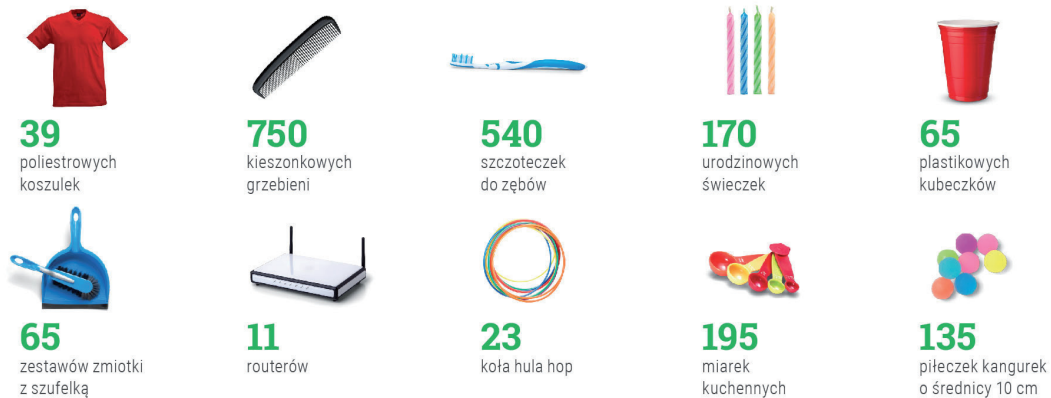 39
poliestrowych
koszulek
750
kieszonkowych
grzebieni
540
szczoteczek
do zębów
170
urodzinowych
świeczek
65
plastikowych
kubeczków
65
zestawów zmiotki
z szufelką
11
routerów
23
koła hula hop
195
miarek
kuchennych
135
piłeczek kangurek
o średnicy 10 cm